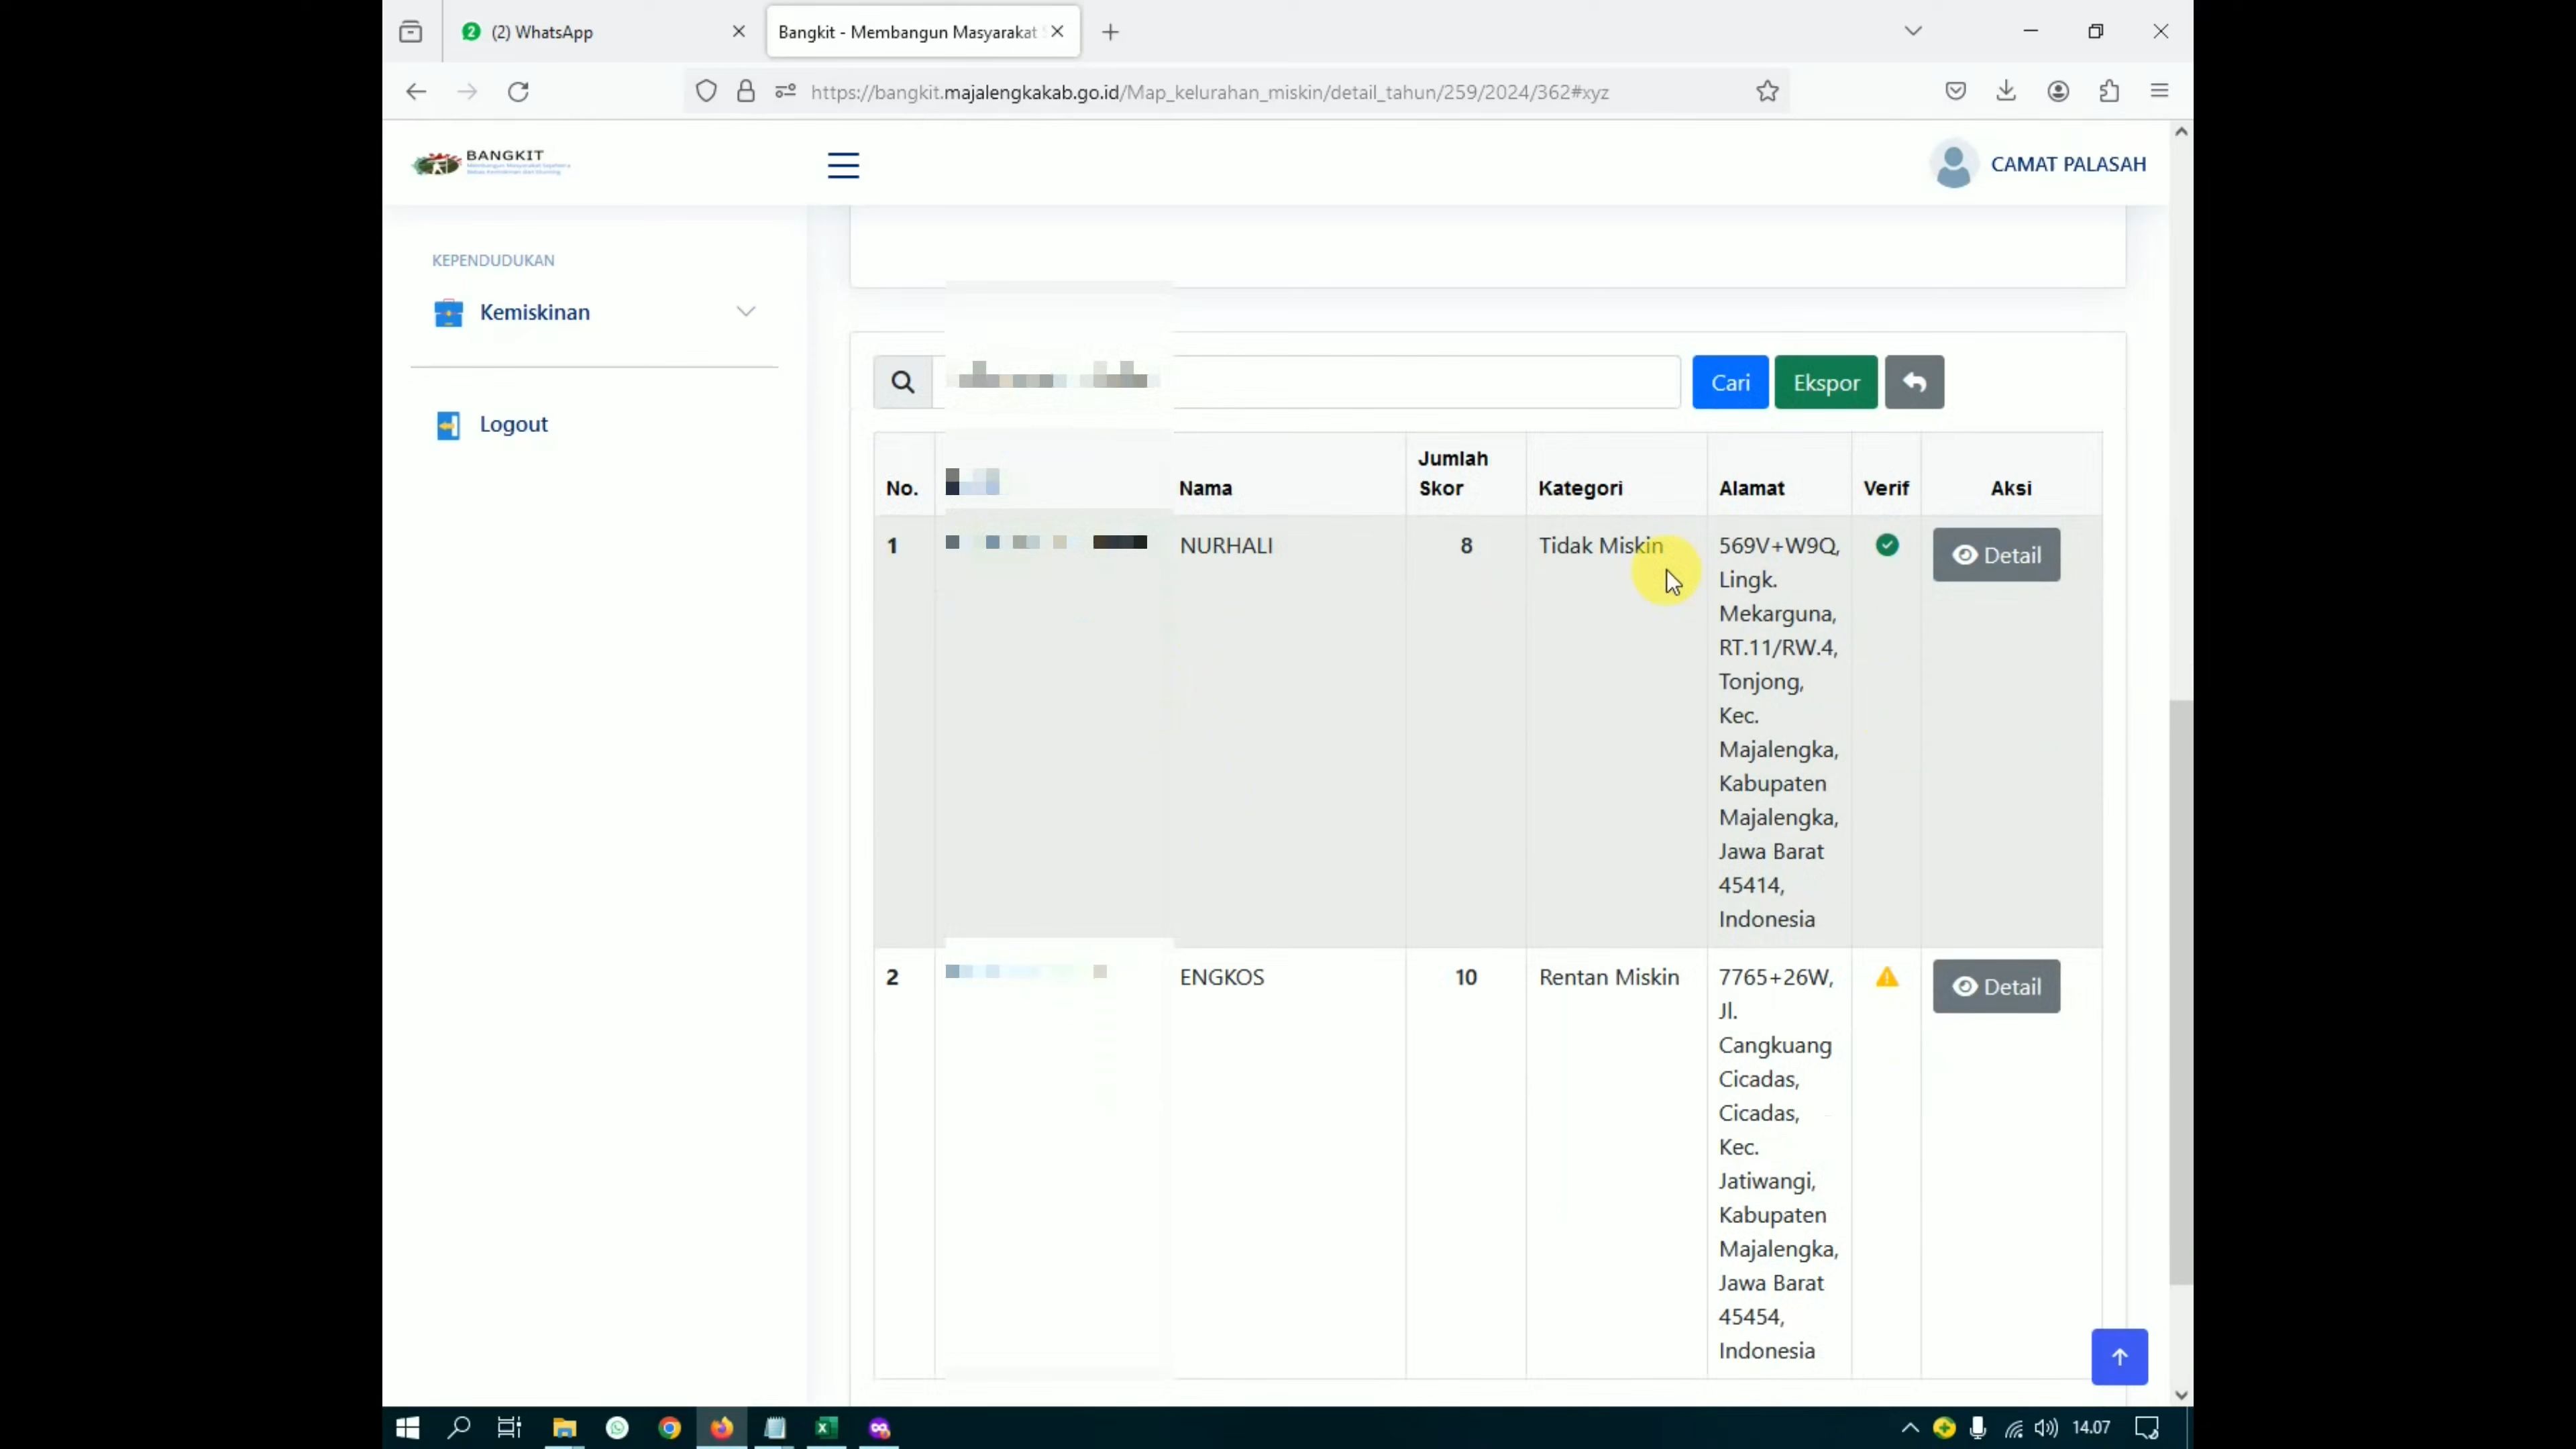 (2) WhatsApp
Bangkit - Membangun Masyarakat
https://bangkit.majalengkakab.go.id/Map_kelurahan_miskin/detail_tahun/259/2024/362#xyz
BANGKIT
CAMAT PALASAH
KEPENDUDUKAN
Kemiskinan
Logout
Cari
Ekspor
No.
Nama
Jumlah
Skor
Kategori
Alamat
Verif
Aksi
1
NURHALI
8
Tidak Miskin
569V+W9Q,
Lingk.
Mekarguna,
RT.11/RW.4,
Tonjong,
Kec.
Majalengka,
Kabupaten
Majalengka,
Jawa Barat
45414,
Indonesia
Detail
2
ENGKOS
10
Rentan Miskin
7765+26W,
Jl.
Cangkuang
Cicadas,
Cicadas,
Kec.
Jatiwangi,
Kabupaten
Majalengka,
Jawa Barat
45454,
Indonesia
Detail
14.07